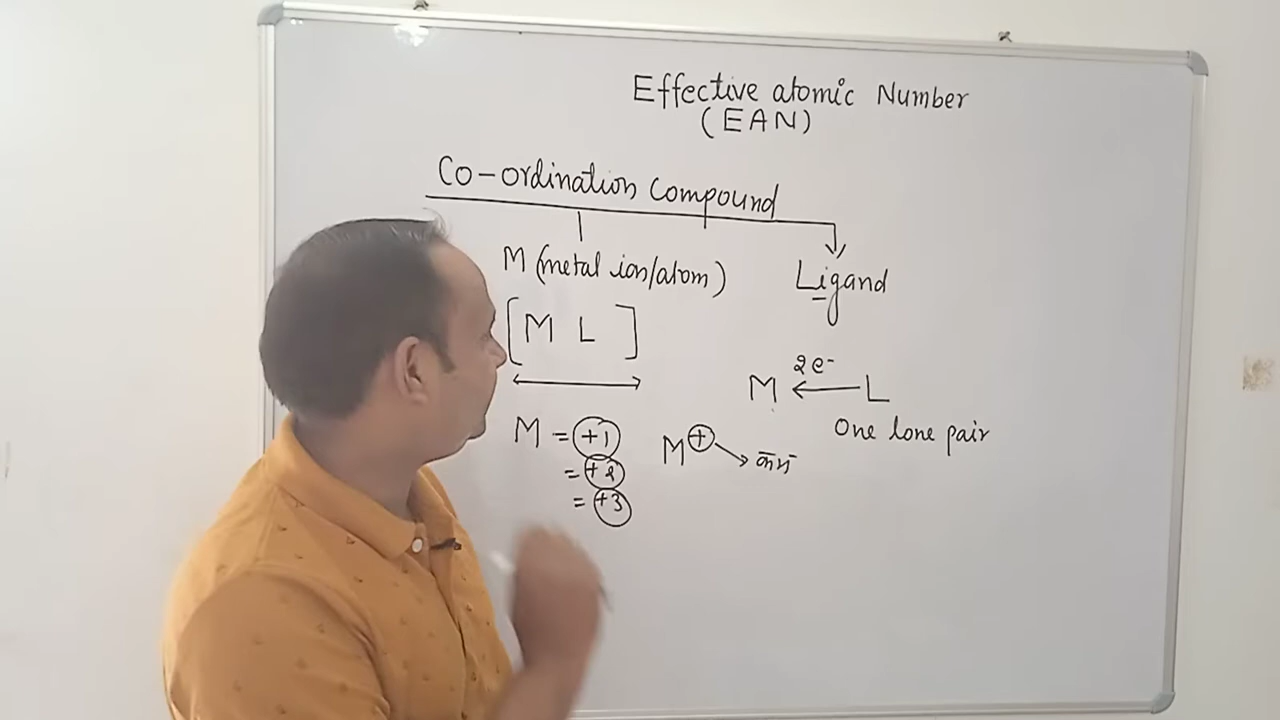 Effective atomic Number
(EAN)
Co-ordination Compound
M (metal ion/atom)
Ligand
[M L ]
M 2e- L
One lone pair
M = +1
= +2
= +3
M+ कम